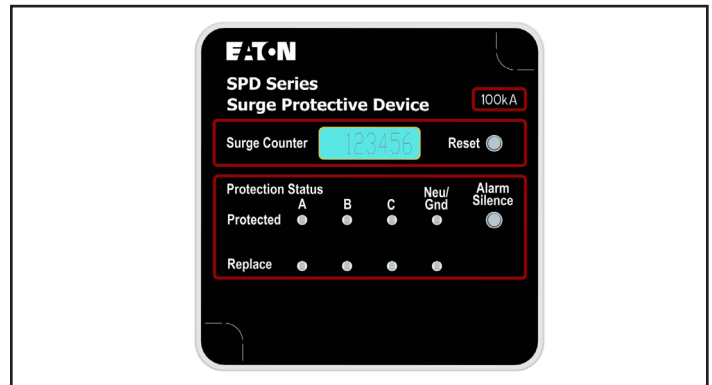 EATON
SPD Series
Surge Protective Device
100kA
Surge Counter 123456 Reset
Protection Status
A B C Neu/ Gnd Alarm Silence
Protected
Replace